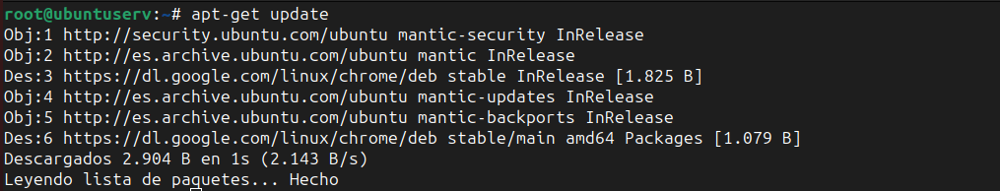 root@ubuntuserv:~# apt-get update
Obj:1 http://security.ubuntu.com/ubuntu mantic-security InRelease
Obj:2 http://es.archive.ubuntu.com/ubuntu mantic InRelease
Des:3 https://dl.google.com/linux/chrome/deb stable InRelease [1.825 B]
Obj:4 http://es.archive.ubuntu.com/ubuntu mantic-updates InRelease
Obj:5 http://es.archive.ubuntu.com/ubuntu mantic-backports InRelease
Des:6 https://dl.google.com/linux/chrome/deb stable/main amd64 Packages [1.079 B]
Descargados 2.904 B en 1s (2.143 B/s)
Leyendo lista de paquetes... Hecho